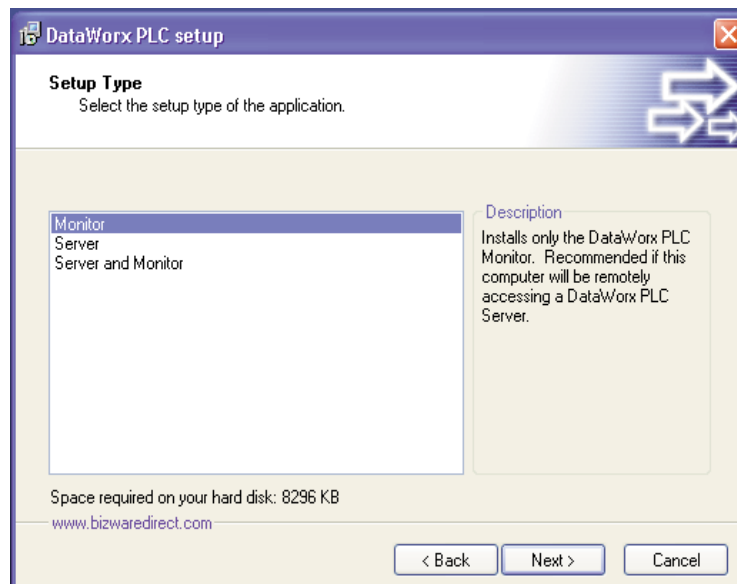 DataWorx PLC setup
Setup Type
Select the setup type of the application.
Monitor
Server
Server and Monitor
Description
Installs only the DataWorx PLC
Monitor. Recommended if this
computer will be remotely
accessing a DataWorx PLC
Server.
Space required on your hard disk: 8296 KB
www.bizwaredirect.com
< Back
Next >
Cancel